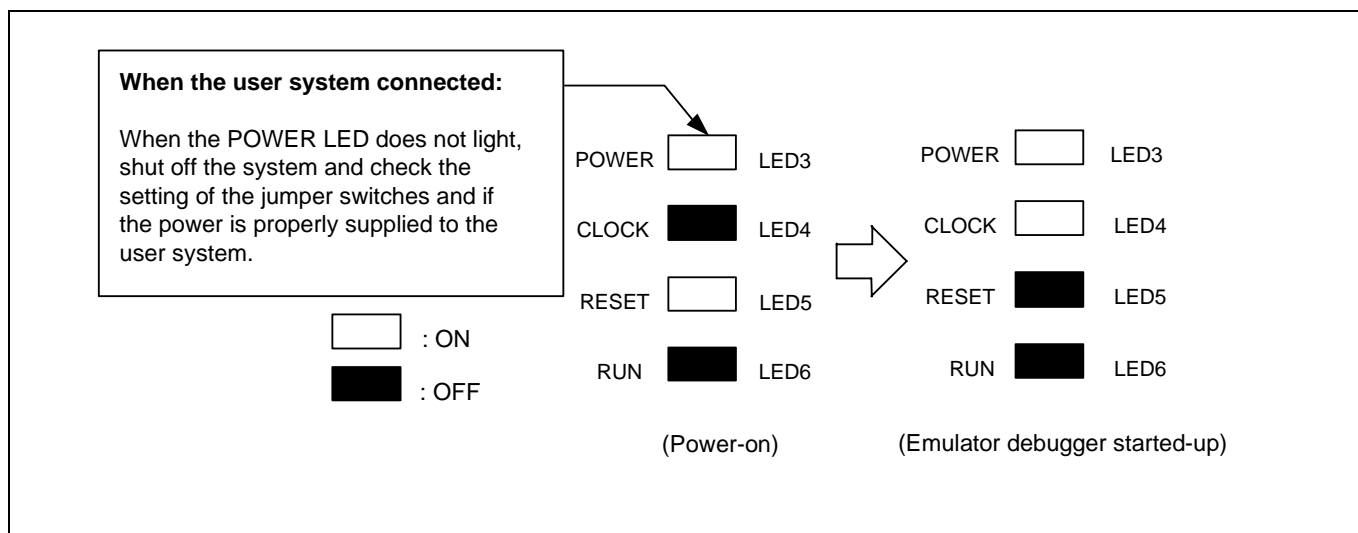 When the user system connected:
When the POWER LED does not light,
shut off the system and check the
setting of the jumper switches and if
the power is properly supplied to the
user system.
: ON
: OFF
POWER LED3
CLOCK LED4
RESET LED5
RUN LED6
(Power-on)
POWER LED3
CLOCK LED4
RESET LED5
RUN LED6
(Emulator debugger started-up)